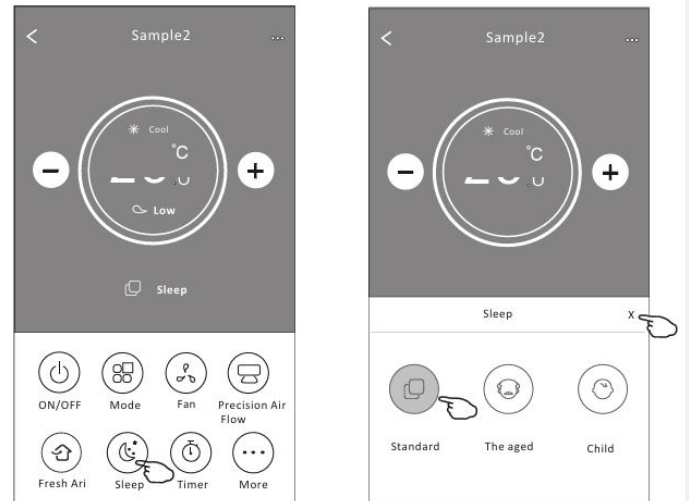 Sample2
Cool
°C
Low
Sleep
ON/OFF
Mode
Fan
Precision Air
Flow
Fresh Ari
Sleep
Timer
More
Sample2
Cool
°C
Sleep
X
Standard
The aged
Child